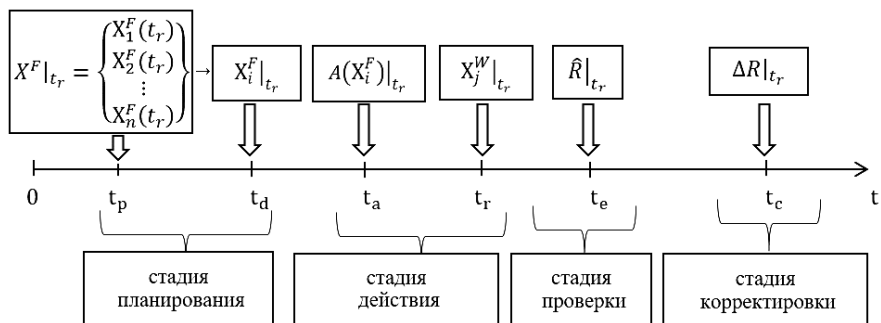 X^F|_{t_r} = { X_1^F(t_r) X_2^F(t_r) ⋮ X_n^F(t_r) } → X_i^F|_{t_r} A(X_i^F)|_{t_r} X_j^W|_{t_r} R̂|_{t_r} ΔR|_{t_r}
0 t_p t_d t_a t_r t_e t_c t
стадия планирования
стадия действия
стадия проверки
стадия корректировки